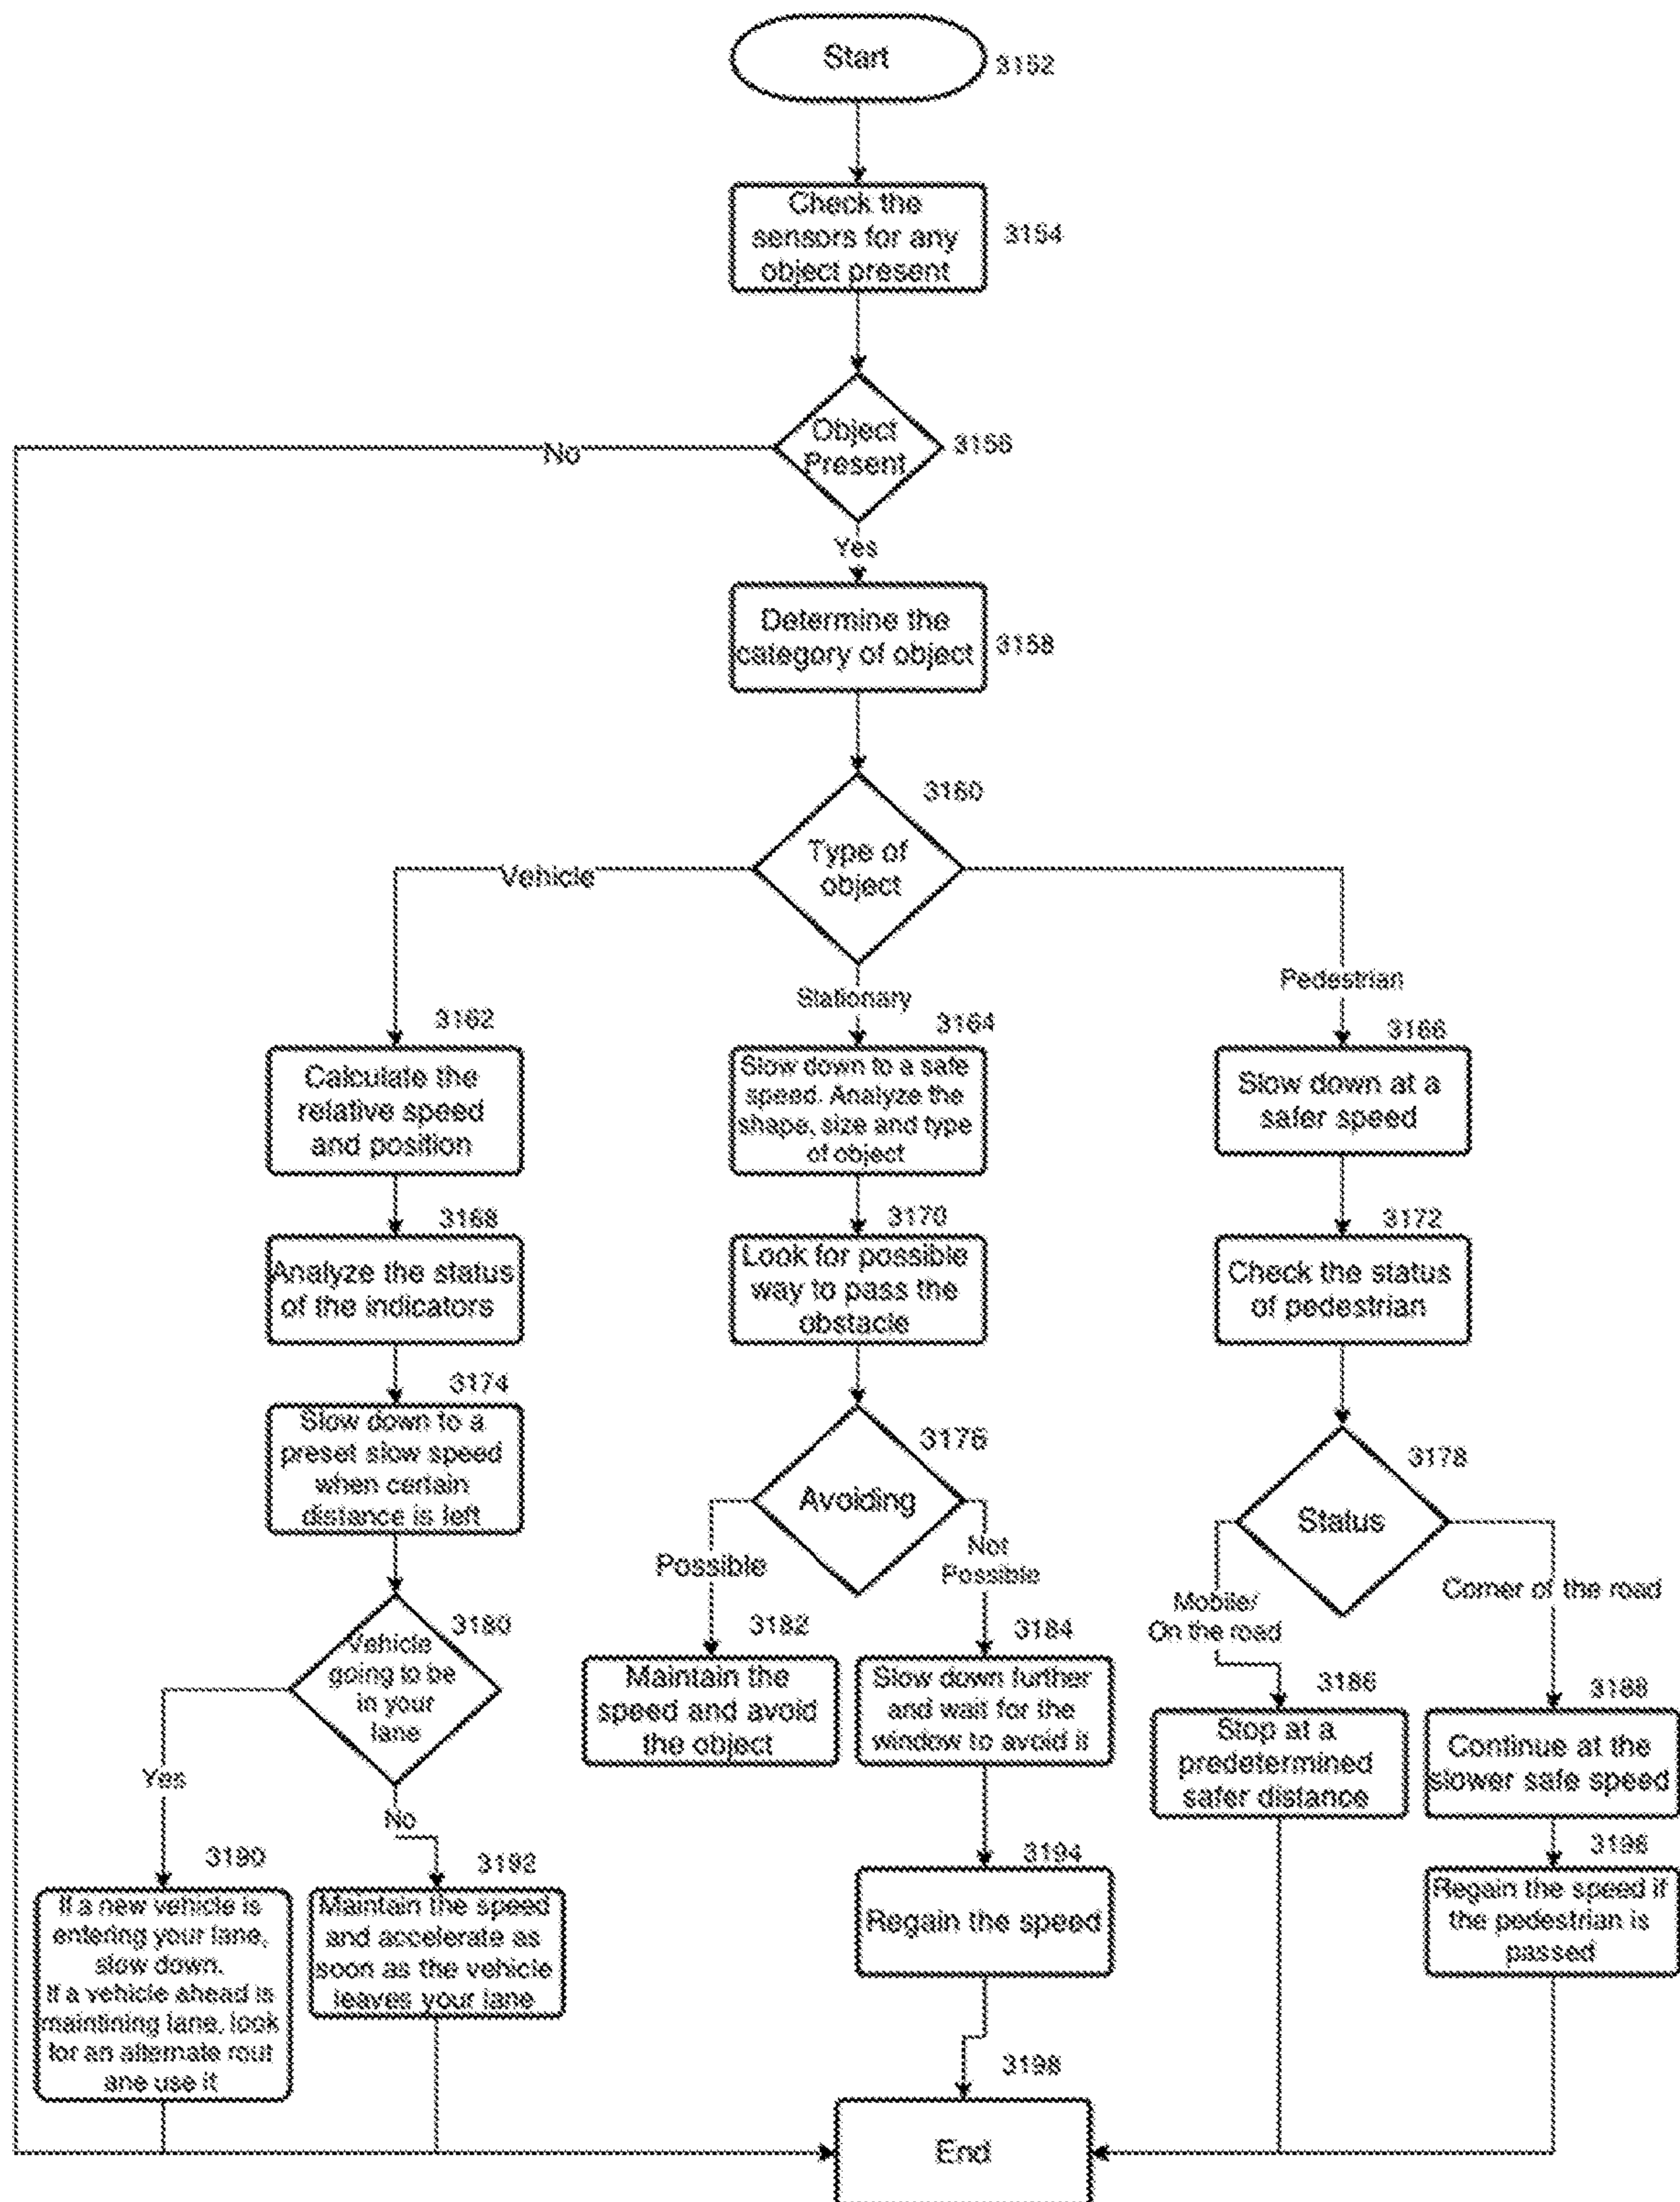 Start
3152
Check the
sensors for any
object present
3154
Object
Present
3156
No
Yes
Determine the
category of object
3158
3160
Type of
object
Vehicle
Stationary
Pedestrian
3162
Calculate the
relative speed
and position
3164
Slow down to a safe
speed. Analyze the
shape, size and type
of object
3166
Slow down at a
safer speed
3168
Analyze the status
of the indicators
3170
Look for possible
way to pass the
obstacle
3172
Check the status
of pedestrian
3174
Slow down to a
preset slow speed
when certain
distance is left
3176
Avoiding
3178
Status
Possible
Not
Possible
Mobile/
On the road
Corner of the road
3180
Vehicle
going to be
in your
lane
3182
Maintain the
speed and avoid
the object
3184
Slow down further
and wait for the
window to avoid it
3186
Stop at a
predetermined
safer distance
3188
Continue at the
slower safe speed
Yes
No
3190
If a new vehicle is
entering your lane,
slow down.
If a vehicle ahead is
maintining lane, look
for an alternate rout
ane use it
3192
Maintain the speed
and accelerate as
soon as the vehicle
leaves your lane
3194
Regain the speed
3196
Regain the speed if
the pedestrian is
passed
3198
End